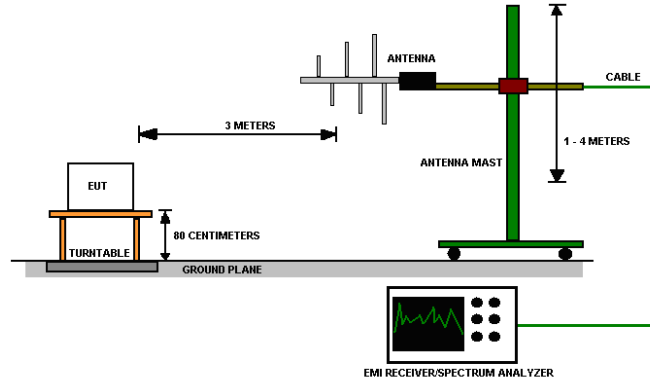 ANTENNA
CABLE
3 METERS
1 - 4 METERS
ANTENNA MAST
EUT
80 CENTIMETERS
TURNTABLE
GROUND PLANE
EMI RECEIVER/SPECTRUM ANALYZER